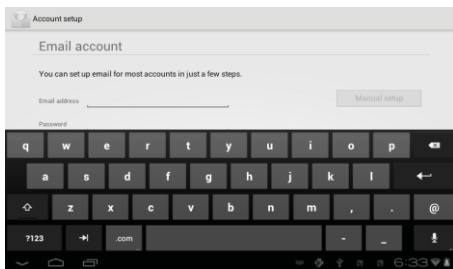 Account setup
Email account
You can set up email for most accounts in just a few steps.
Email address
Manual setup
Password
q w e r t y u i o p
a s d f g h j k l
z x c v b n m , . @
?123 .com - _
6:33